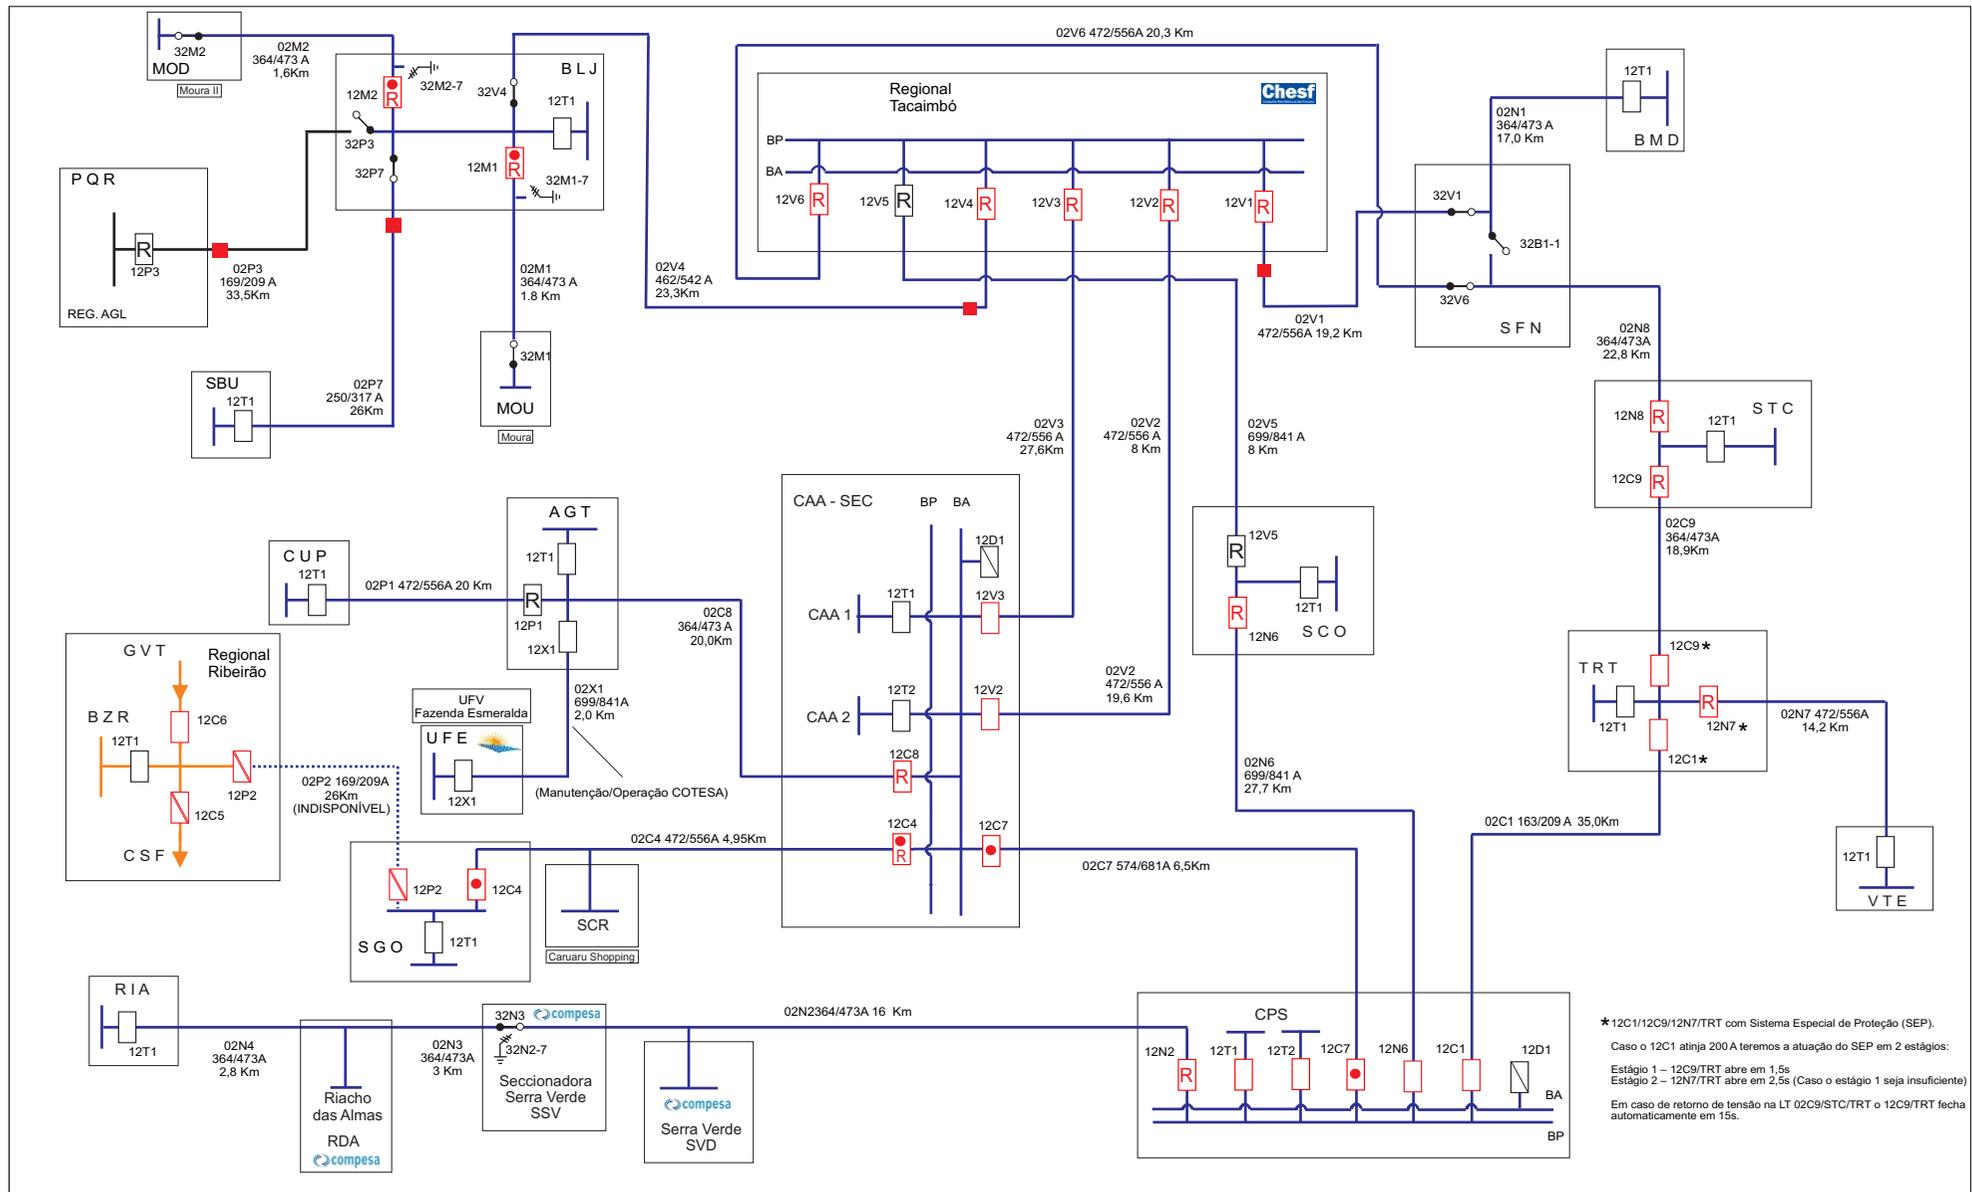 02V6 472/556A 20,3 Km
32M2
MOD
Moura II
02M2
364/473 A
1,6Km
BLJ
12M2
R
32M2-7
32V4
12T1
32P3
32P7
12M1
R
32M1-7
Regional
Tacaimbó
Chesf
BP
BA
12V6
R
12V5
R
12V4
R
12V3
R
12V2
R
12V1
R
12T1
BMD
02N1
364/473 A
17,0 Km
32V1
32B1-1
32V6
SFN
PQR
R
12P3
REG. AGL
02P3
169/209 A
33,5Km
02M1
364/473 A
1.8 Km
02V4
462/542 A
23,3Km
02V1
472/556A 19,2 Km
02N8
364/473A
22,8 Km
SBU
12T1
02P7
250/317 A
26Km
32M1
MOU
Moura
02V3
472/556 A
27,6Km
02V2
472/556 A
8 Km
02V5
699/841 A
8 Km
12N8
R
12T1
STC
12C9
R
02C9
364/473A
18,9Km
CUP
12T1
02P1 472/556A 20 Km
AGT
12T1
R
12P1
12X1
02C8
364/473 A
20,0Km
CAA - SEC
BP
BA
12D1
CAA 1
12T1
12V3
CAA 2
12T2
12V2
12C8
R
12C4
R
12C7
02V2
472/556 A
19,6 Km
12V5
R
12T1
R
12N6
SCO
02N6
699/841 A
27,7 Km
TRT
12C9*
12T1
R
12N7*
12C1*
02N7 472/556A
14,2 Km
02C1 163/209 A 35,0Km
12T1
VTE
GVT
Regional
Ribeirão
12C6
BZR
12T1
12P2
12C5
CSF
02P2 169/209A
26Km
(INDISPONÍVEL)
UFV
Fazenda Esmeralda
UFE
12X1
02X1
699/841A
2,0 Km
(Manutenção/Operação COTESA)
02C4 472/556A 4,95Km
02C7 574/681A 6,5Km
12P2
12C4
12T1
SGO
SCR
Caruaru Shopping
RIA
12T1
02N4
364/473A
2,8 Km
Riacho
das Almas
RDA
compesa
02N3
364/473A
3 Km
32N3
compesa
32N2-7
Seccionadora
Serra Verde
SSV
compesa
02N2364/473A 16 Km
compesa
Serra Verde
SVD
CPS
12N2
R
12T1
12T2
12C7
12N6
12C1
12D1
BA
BP
*12C1/12C9/12N7/TRT com Sistema Especial de Proteção (SEP).
Caso o 12C1 atinja 200 A teremos a atuação do SEP em 2 estágios:
Estágio 1 – 12C9/TRT abre em 1,5s
Estágio 2 – 12N7/TRT abre em 2,5s (Caso o estágio 1 seja insuficiente)
Em caso de retorno de tensão na LT 02C9/STC/TRT o 12C9/TRT fecha
automaticamente em 15s.